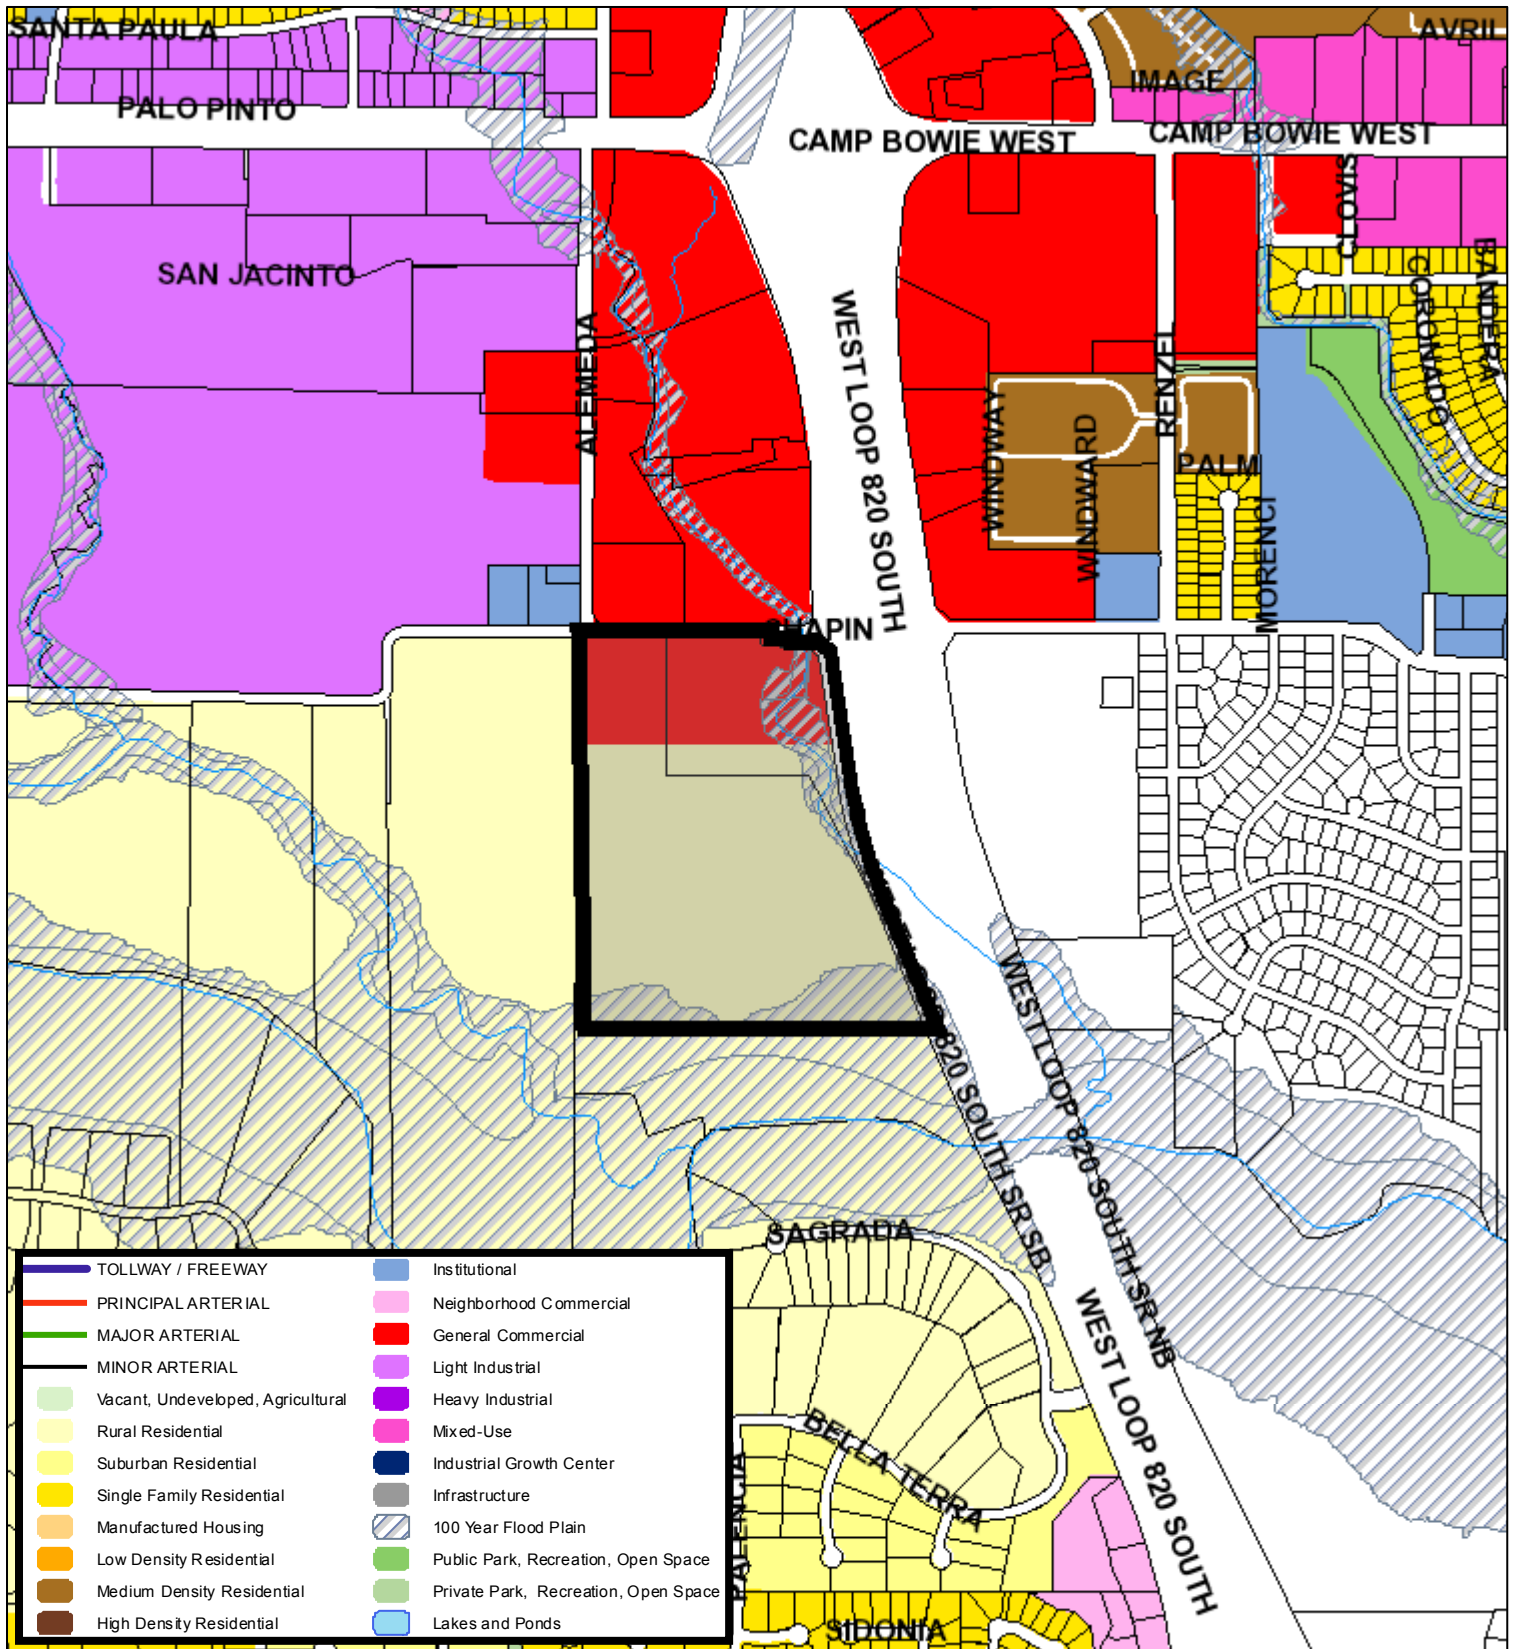 SANTA PAULA
AVRIL
IMAGE
PALO PINTO
CAMP BOWIE WEST
CAMP BOWIE WEST
CLOVIS
SAN JACINTO
BANDERA
CORONADO
ALEMEDA
WEST LOOP 820 SOUTH
RENZEL
WINDWAY
WINDWARD
PALM
MORENCI
CHAPIN
WEST LOOP 820 SOUTH SR NB
820 SOUTH SR SB
SAGRADA
WEST LOOP 820 SOUTH
BELLA TERRA
PALENCIA
SIDONIA
TOLLWAY / FREEWAY
PRINCIPAL ARTERIAL
MAJOR ARTERIAL
MINOR ARTERIAL
Vacant, Undeveloped, Agricultural
Rural Residential
Suburban Residential
Single Family Residential
Manufactured Housing
Low Density Residential
Medium Density Residential
High Density Residential
Institutional
Neighborhood Commercial
General Commercial
Light Industrial
Heavy Industrial
Mixed-Use
Industrial Growth Center
Infrastructure
100 Year Flood Plain
Public Park, Recreation, Open Space
Private Park, Recreation, Open Space
Lakes and Ponds